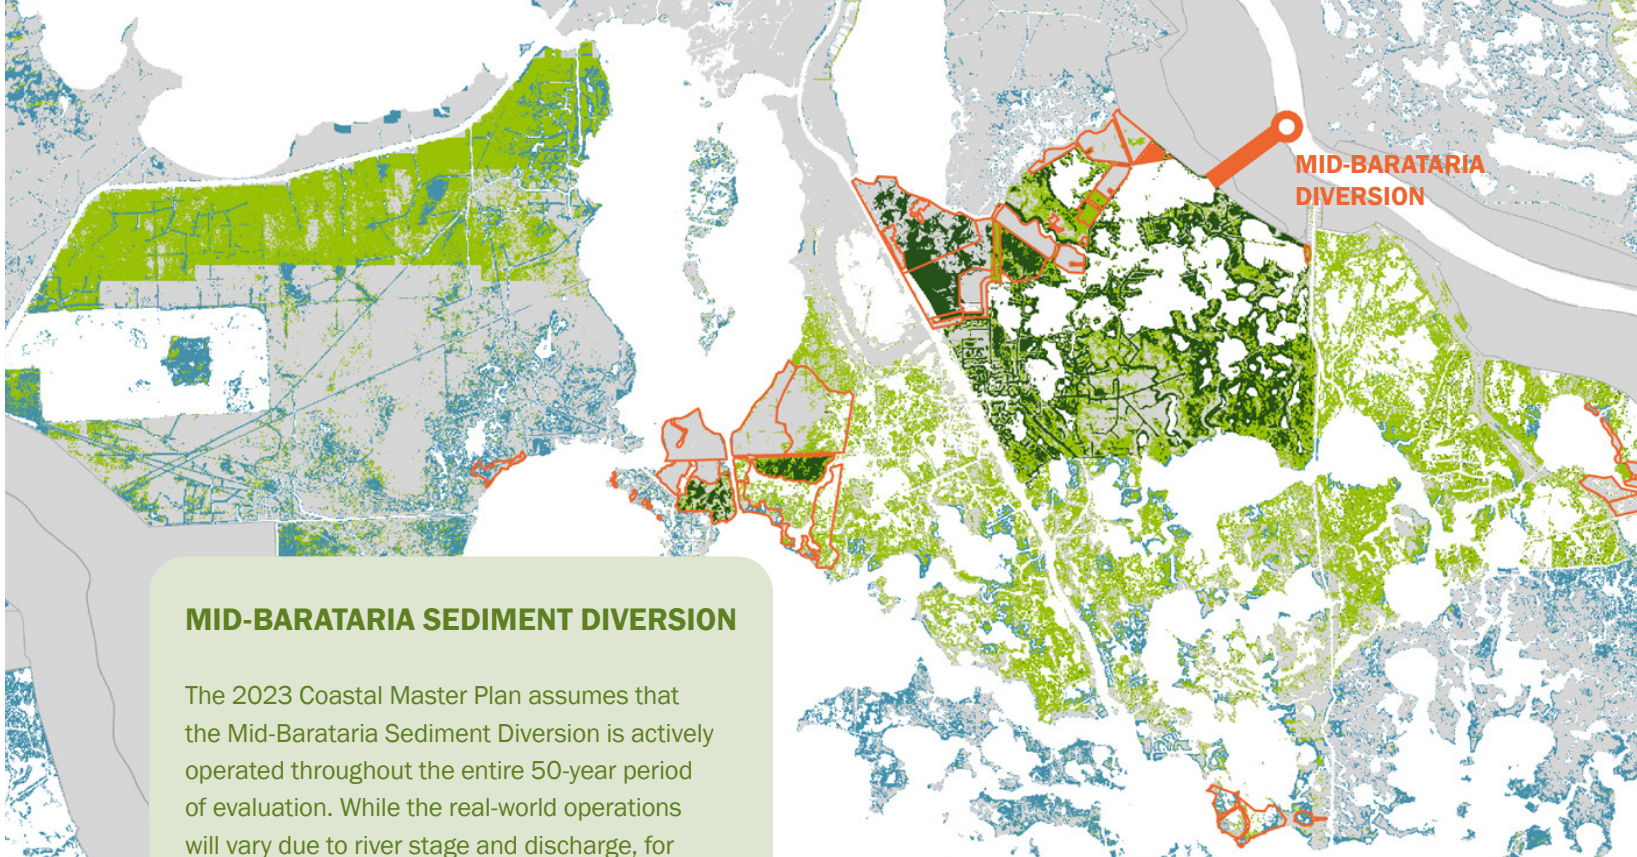 MID-BARATARIA
DIVERSION
MID-BARATARIA SEDIMENT DIVERSION
The 2023 Coastal Master Plan assumes that
the Mid-Barataria Sediment Diversion is actively
operated throughout the entire 50-year period
of evaluation. While the real-world operations
will vary due to river stage and discharge, for